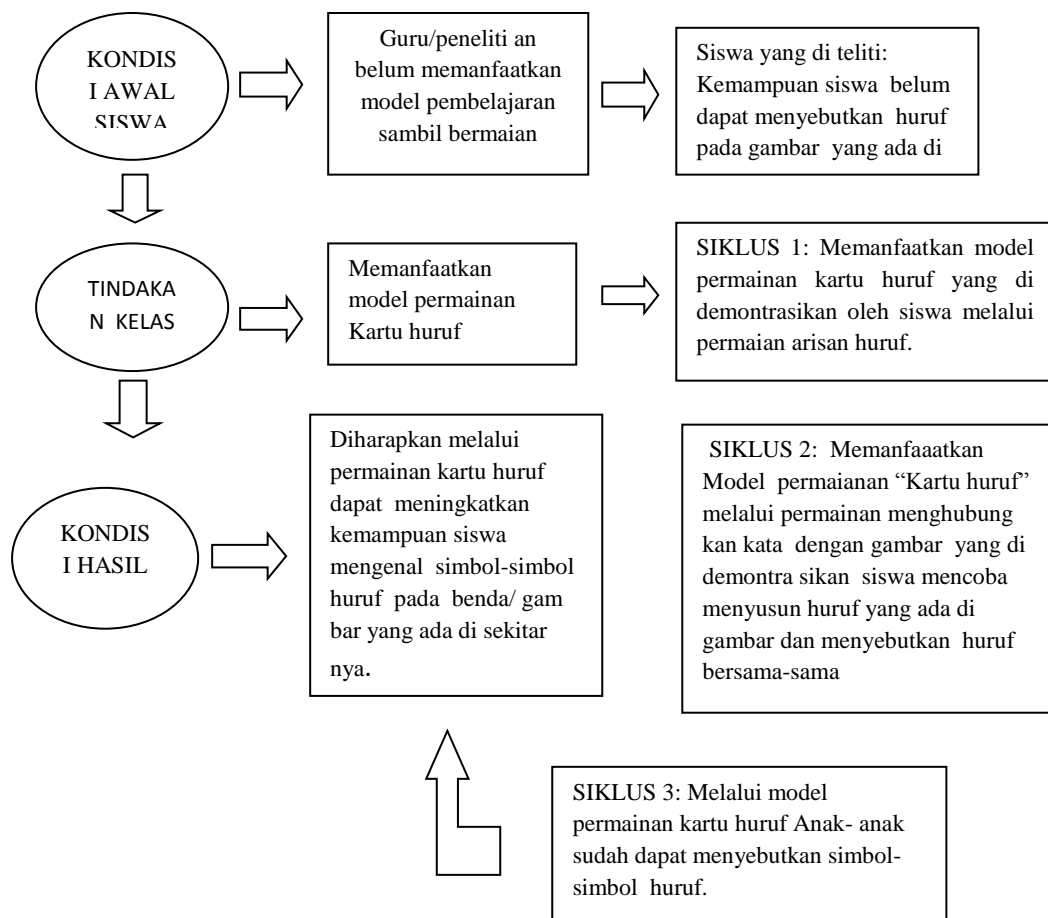 KONDIS
I AWAL
SISWA
Guru/peneliti an
belum memanfaatkan
model pembelajaran
sambil bermaian
Siswa yang di teliti:
Kemampuan siswa belum
dapat menyebutkan huruf
pada gambar yang ada di
TINDAKA
N KELAS
Memanfaatkan
model permainan
Kartu huruf
SIKLUS 1: Memanfaatkan model
permainan kartu huruf yang di
demontrasikan oleh siswa melalui
permaian arisan huruf.
KONDIS
I HASIL
Diharapkan melalui
permainan kartu huruf
dapat meningkatkan
kemampuan siswa
mengenal simbol-simbol
huruf pada benda/ gam
bar yang ada di sekitar
nya.
SIKLUS 2: Memanfaaatkan
Model permaianan “Kartu huruf”
melalui permainan menghubung
kan kata dengan gambar yang di
demontra sikan siswa mencoba
menyusun huruf yang ada di
gambar dan menyebutkan huruf
bersama-sama
SIKLUS 3: Melalui model
permainan kartu huruf Anak- anak
sudah dapat menyebutkan simbol-
simbol huruf.